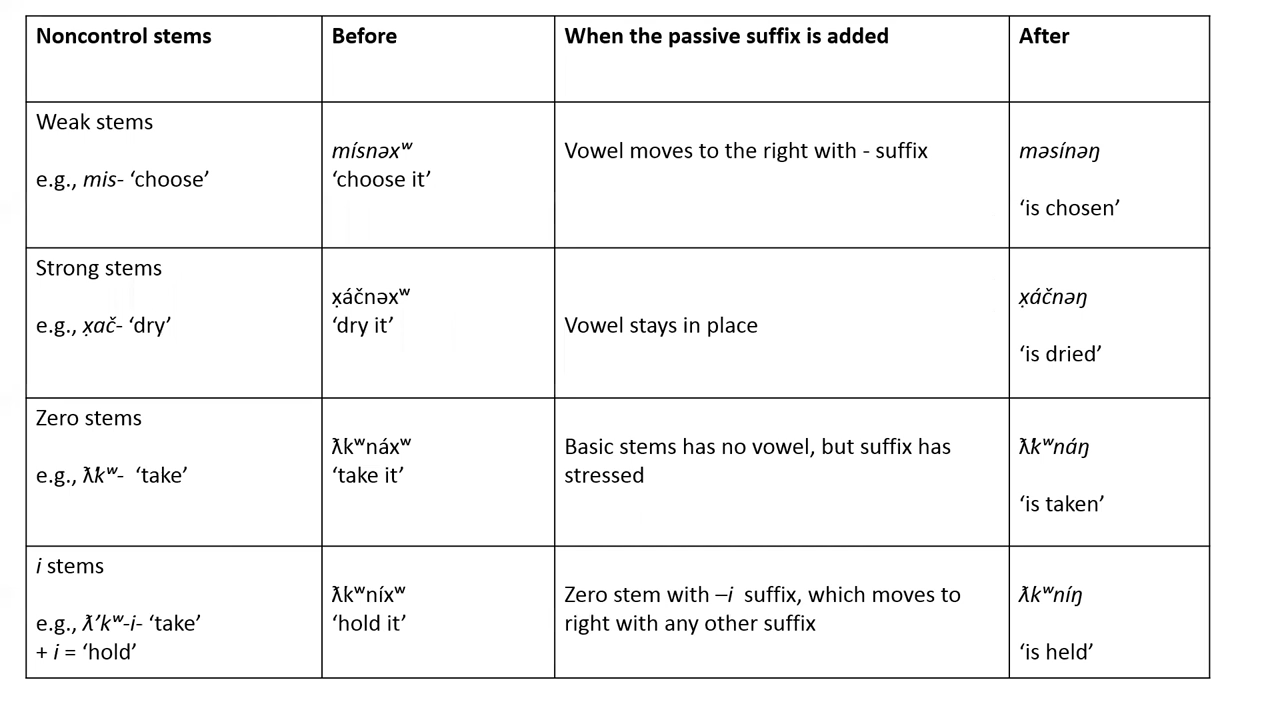 Noncontrol stems
Before
When the passive suffix is added
After
Weak stems
e.g., mis- ‘choose’
mísnəxʷ
‘choose it’
Vowel moves to the right with - suffix
məsínəŋ
‘is chosen’
Strong stems
e.g., x̣ač- ‘dry’
x̣áčnəxʷ
‘dry it’
Vowel stays in place
x̣áčnəŋ
‘is dried’
Zero stems
e.g., ƛ̓kʷ- ‘take’
ƛkʷnáxʷ
‘take it’
Basic stems has no vowel, but suffix has
stressed
ƛ̓kʷnáŋ
‘is taken’
i stems
e.g., ƛ’kʷ-i- ‘take’
+ i = ‘hold’
ƛkʷníxʷ
‘hold it’
Zero stem with –i suffix, which moves to
right with any other suffix
ƛ̓kʷníŋ
‘is held’